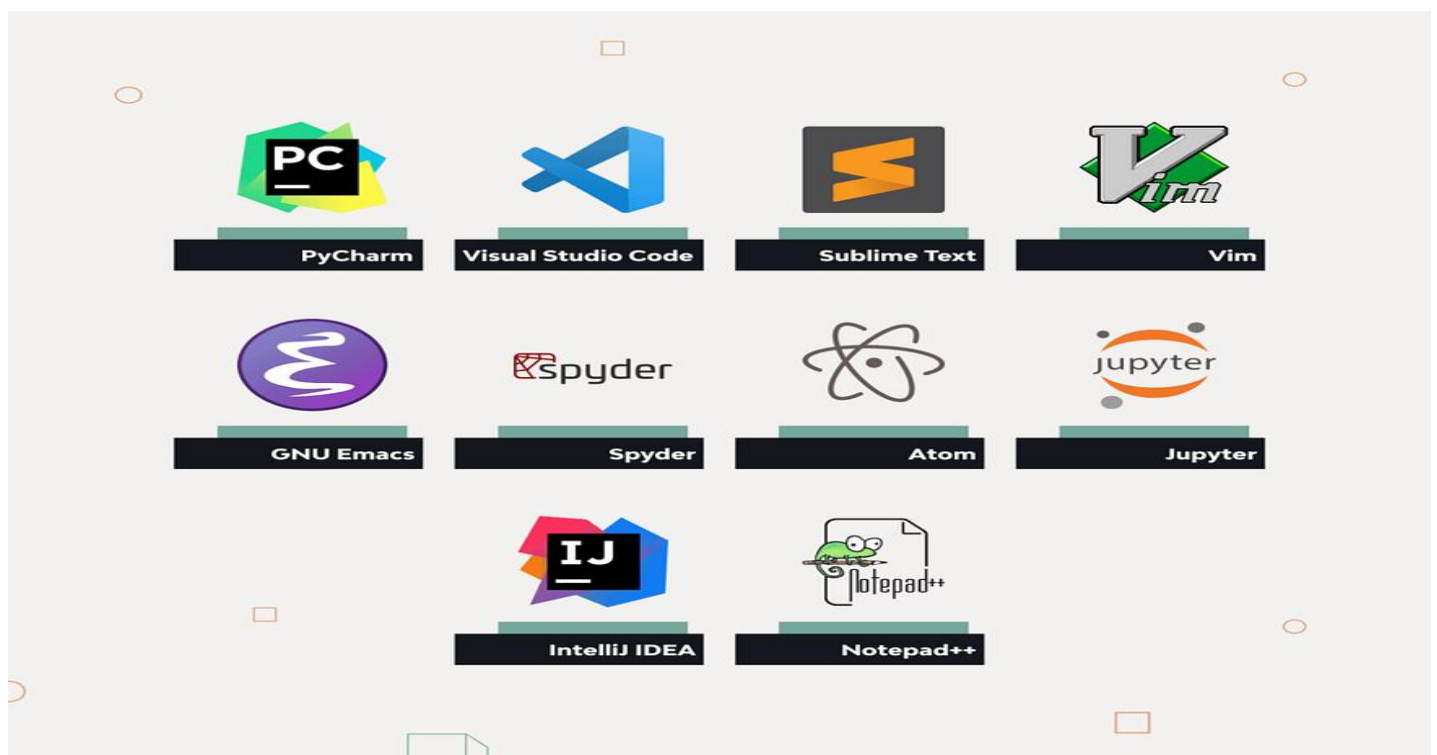 PC
PyCharm
Visual Studio Code
Sublime Text
Vim
Vim
GNU Emacs
spyder
Spyder
Atom
jupyter
Jupyter
IJ
IntelliJ IDEA
Notepad++
Notepad++